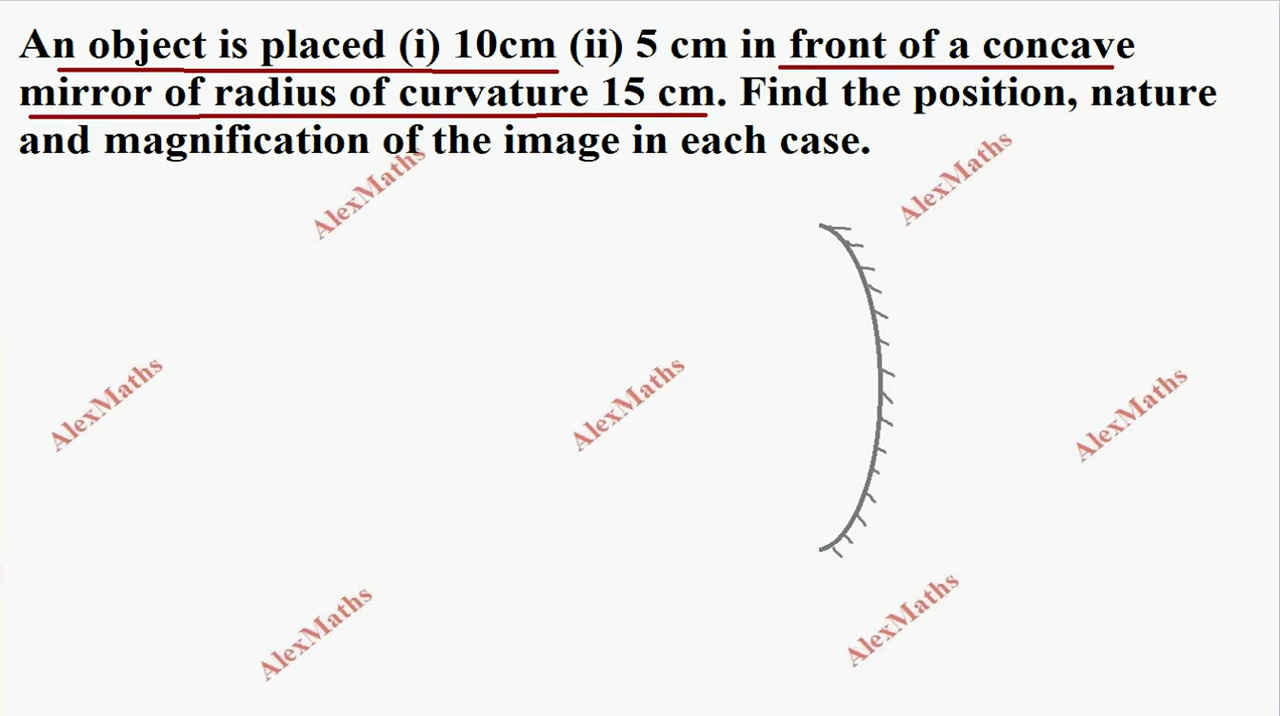 An object is placed (i) 10cm (ii) 5 cm in front of a concave
mirror of radius of curvature 15 cm. Find the position, nature
and magnification of the image in each case.
AlexMaths
AlexMaths
AlexMaths
AlexMaths
AlexMaths
AlexMaths
AlexMaths